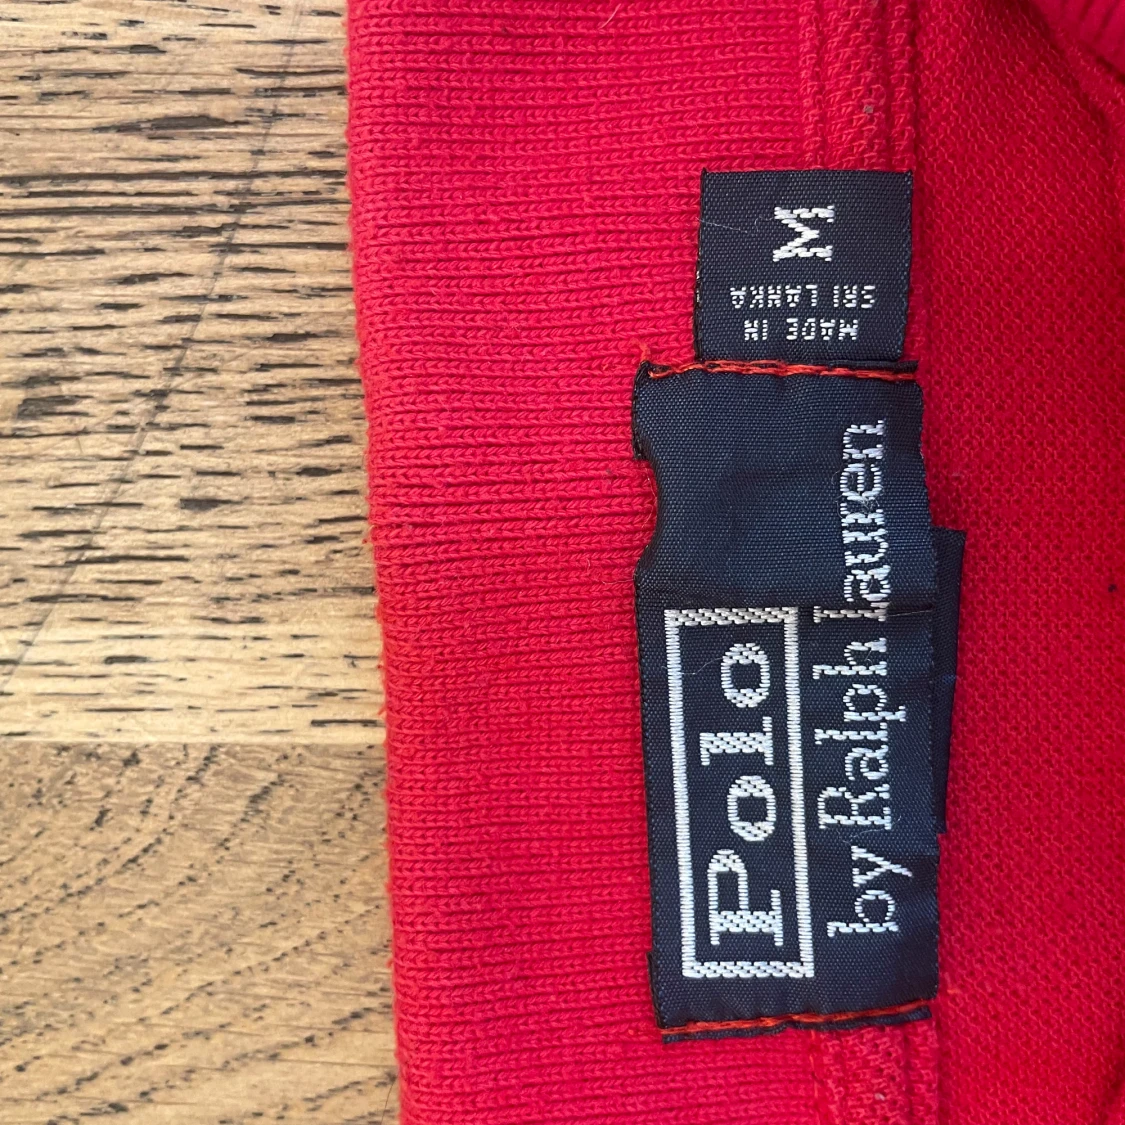 Polo
by Ralph Lauren
M
MADE IN
SRI LANKA